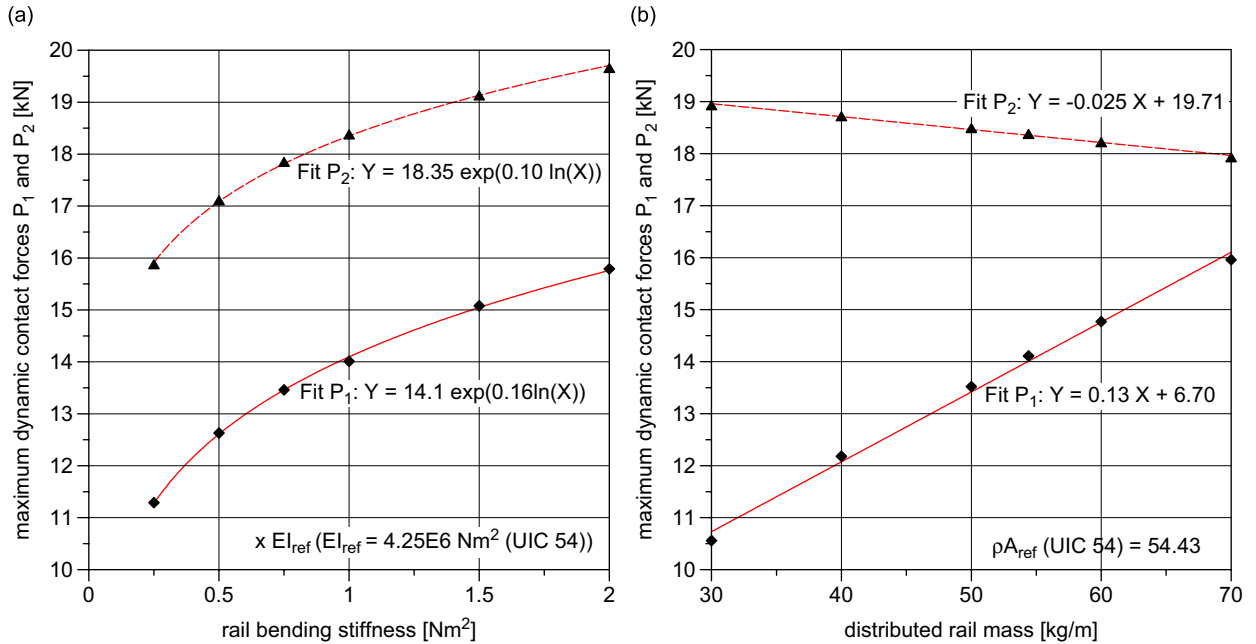 (a)
maximum dynamic contact forces P₁ and P₂ [kN]
20
19
18
17
16
15
14
13
12
11
10
Fit P₂: Y = 18.35 exp(0.10 ln(X))
Fit P₁: Y = 14.1 exp(0.16ln(X))
x EI_ref (EI_ref = 4.25E6 Nm² (UIC 54))
0 0.5 1 1.5 2
rail bending stiffness [Nm²]
(b)
maximum dynamic contact forces P₁ and P₂ [kN]
20
19
18
17
16
15
14
13
12
11
10
Fit P₂: Y = -0.025 X + 19.71
Fit P₁: Y = 0.13 X + 6.70
ρA_ref (UIC 54) = 54.43
30 40 50 60 70
distributed rail mass [kg/m]